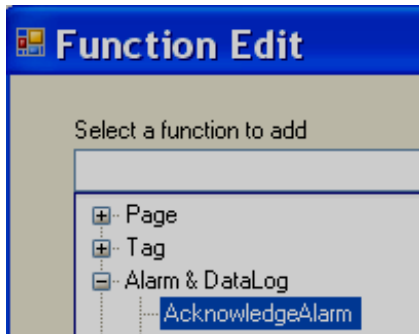 Function Edit
Select a function to add
Page
Tag
Alarm & DataLog
AcknowledgeAlarm